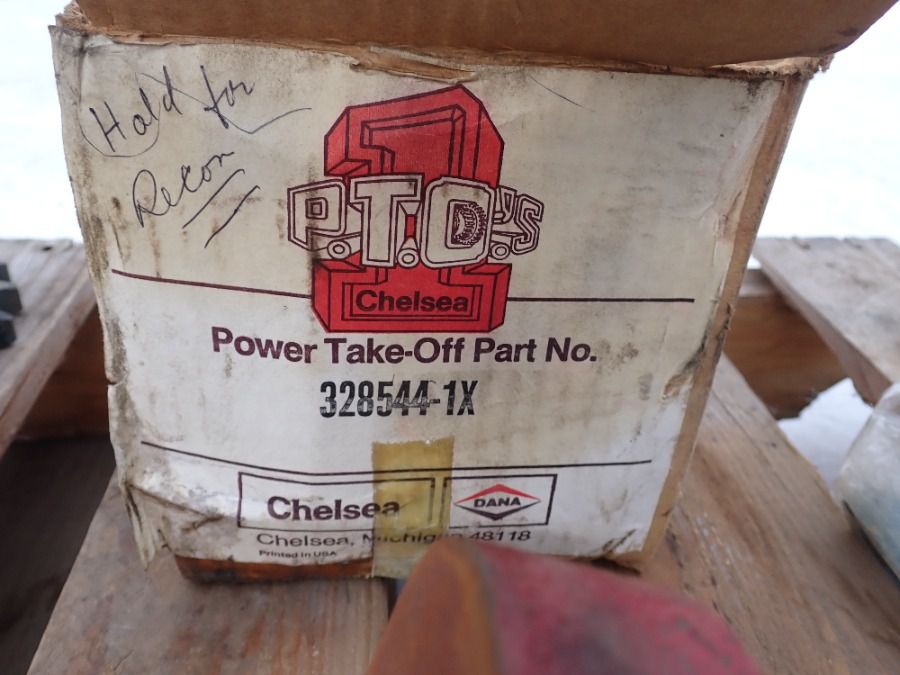 Hold for
Recon
P.T.O.'s
Chelsea
Power Take-Off Part No.
328544-1X
Chelsea
DANA
Chelsea, Michigan 48118
Printed in USA